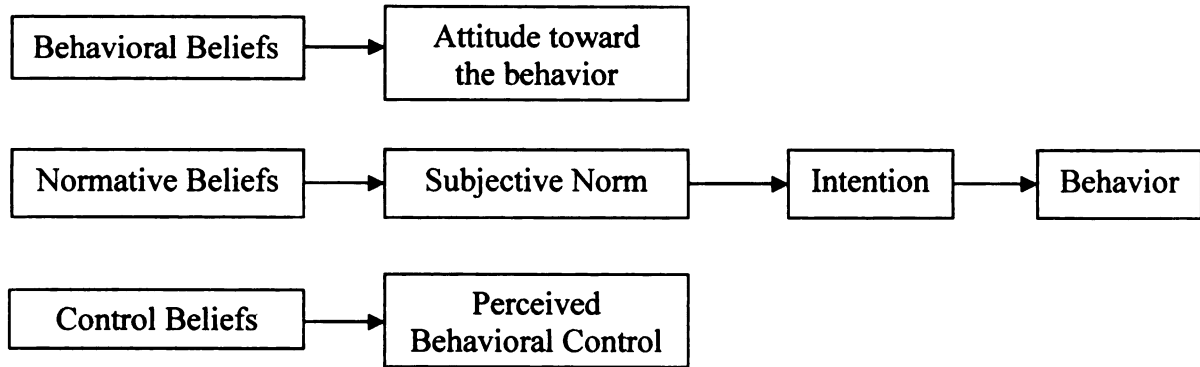 Behavioral Beliefs
Attitude toward
the behavior
Normative Beliefs
Subjective Norm
Intention
Behavior
Control Beliefs
Perceived
Behavioral Control